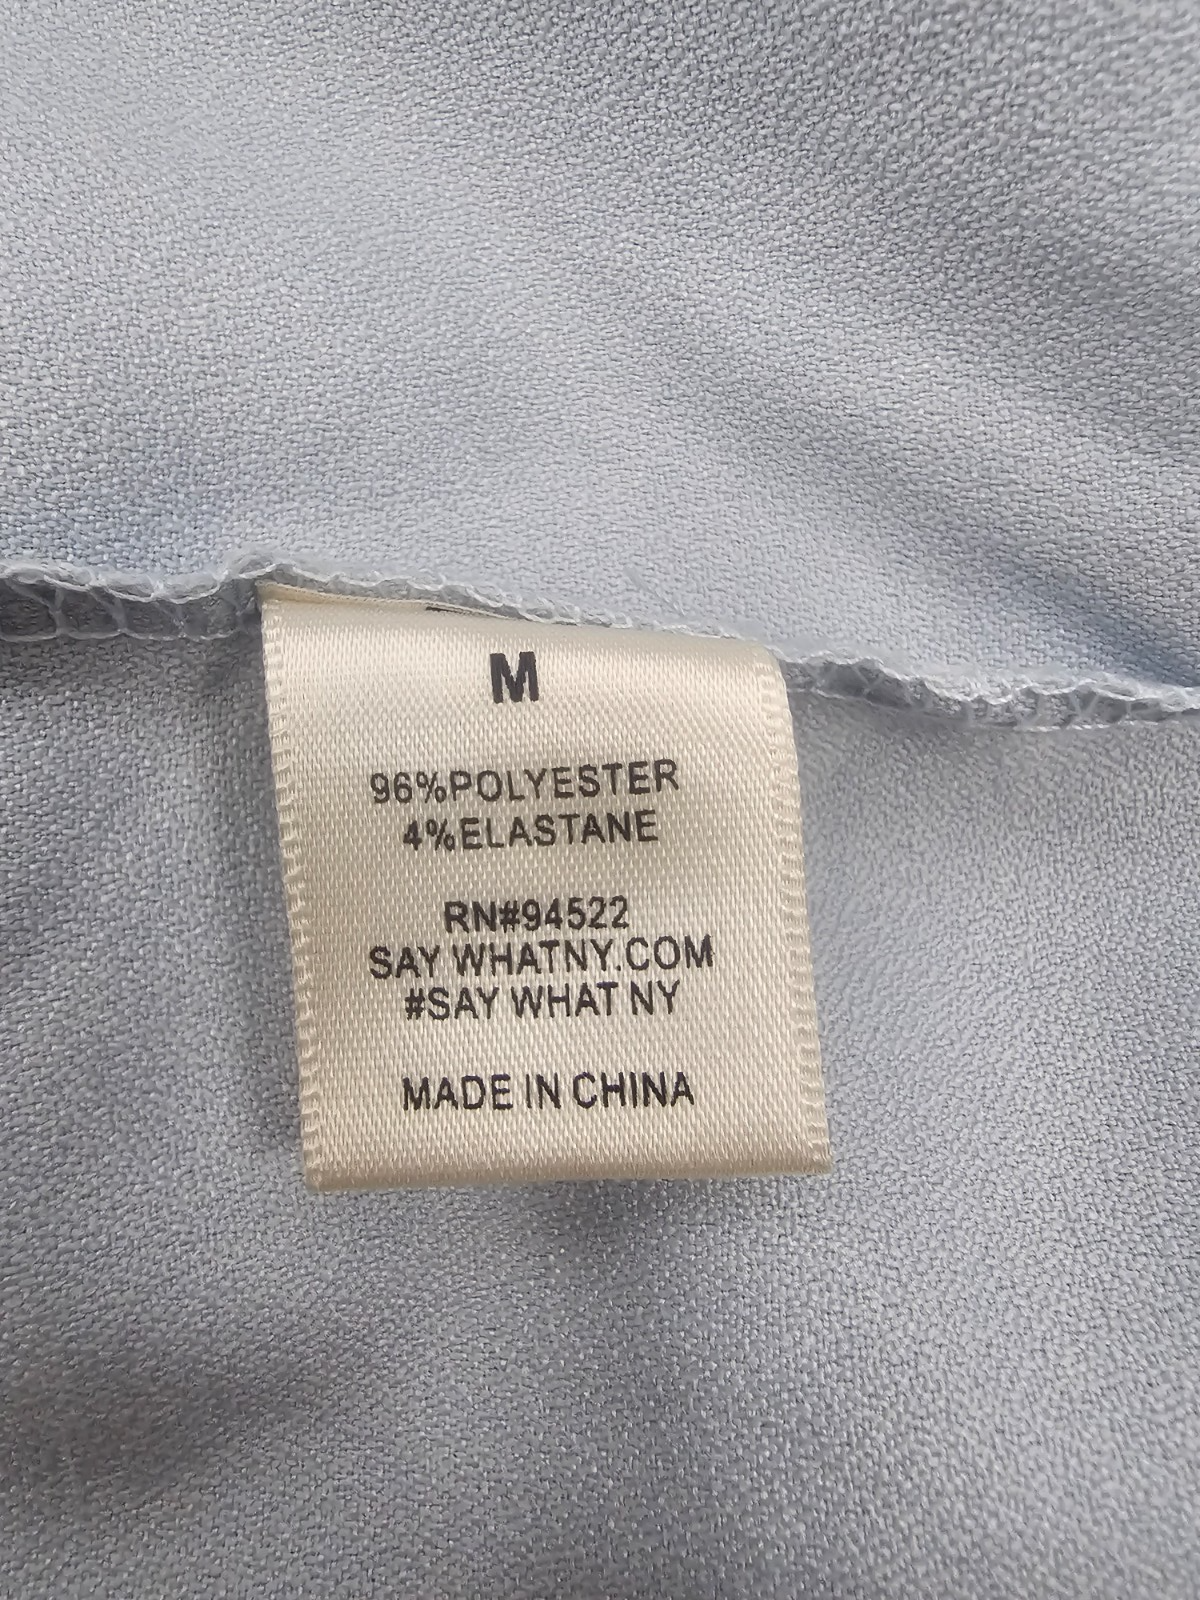 M
96%POLYESTER
4%ELASTANE
RN#94522
SAY WHATNY.COM
#SAY WHAT NY
MADE IN CHINA